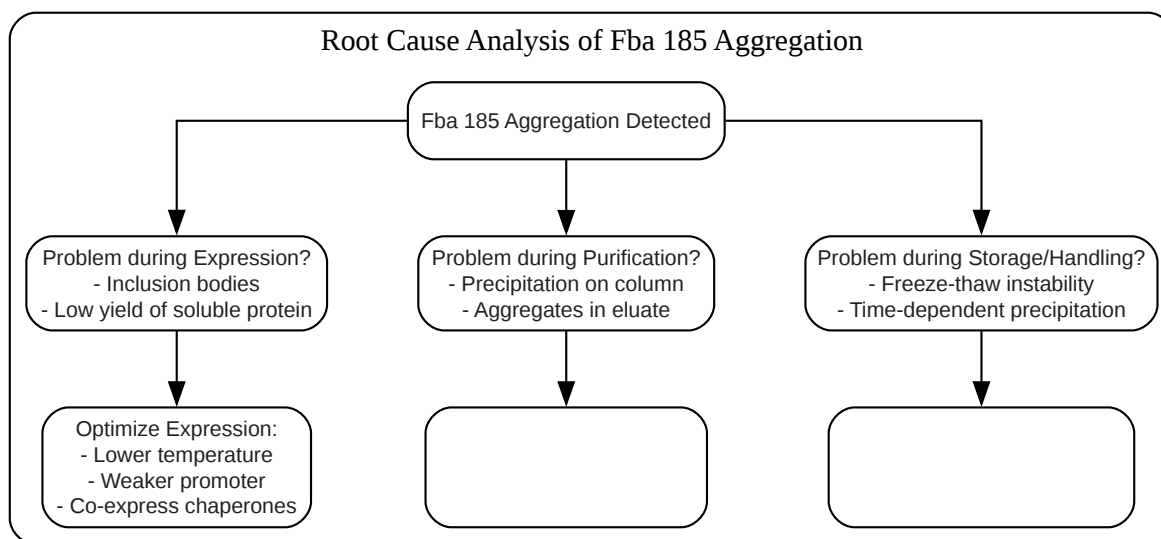 Root Cause Analysis of Fba 185 Aggregation
Fba 185 Aggregation Detected
Problem during Expression?
- Inclusion bodies
- Low yield of soluble protein
Problem during Purification?
- Precipitation on column
- Aggregates in eluate
Problem during Storage/Handling?
- Freeze-thaw instability
- Time-dependent precipitation
Optimize Expression:
- Lower temperature
- Weaker promoter
- Co-express chaperones